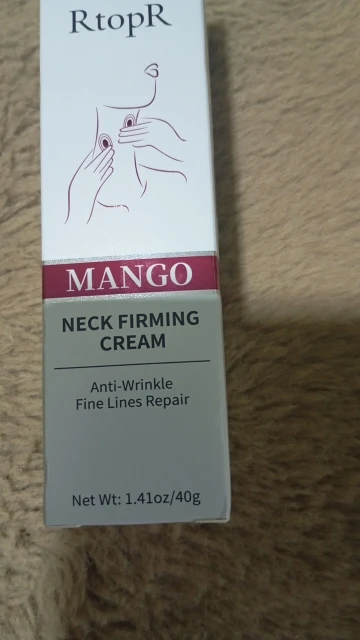 RtopR
MANGO
NECK FIRMING
CREAM
Anti-Wrinkle
Fine Lines Repair
Net Wt: 1.41oz/40g